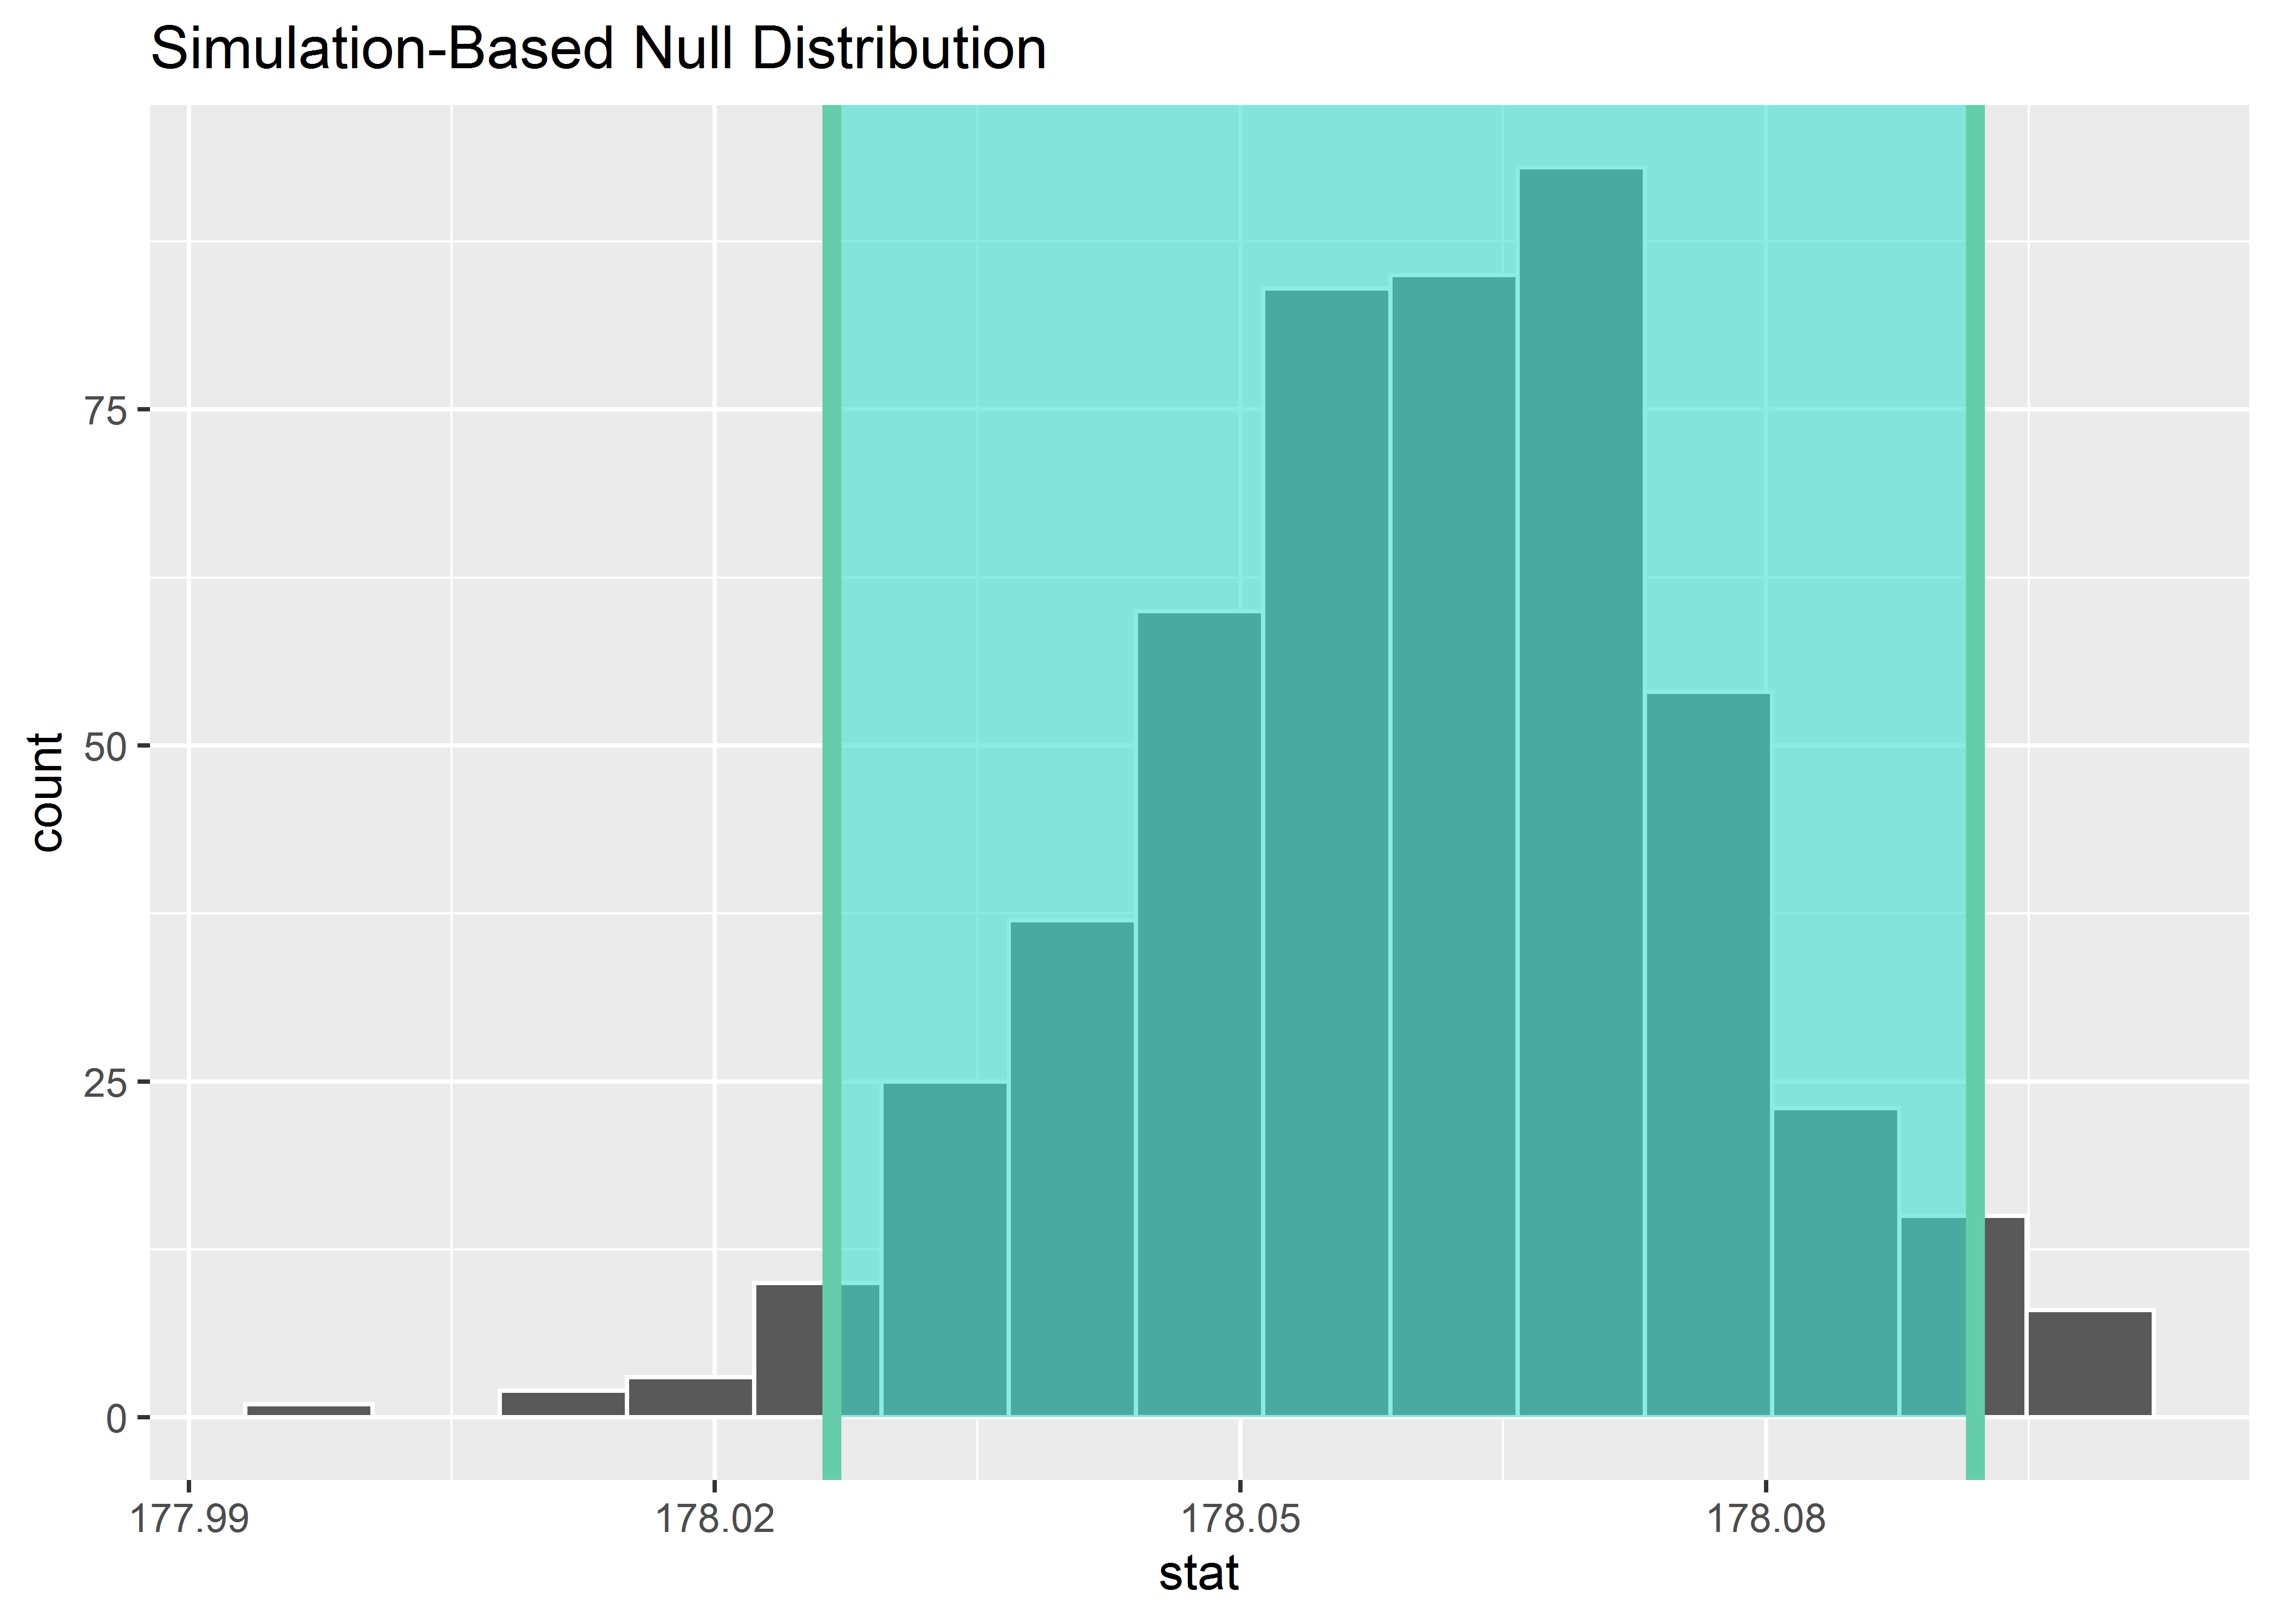 Simulation-Based Null Distribution
count
75
50
25
0
177.99
178.02
178.05
178.08
stat